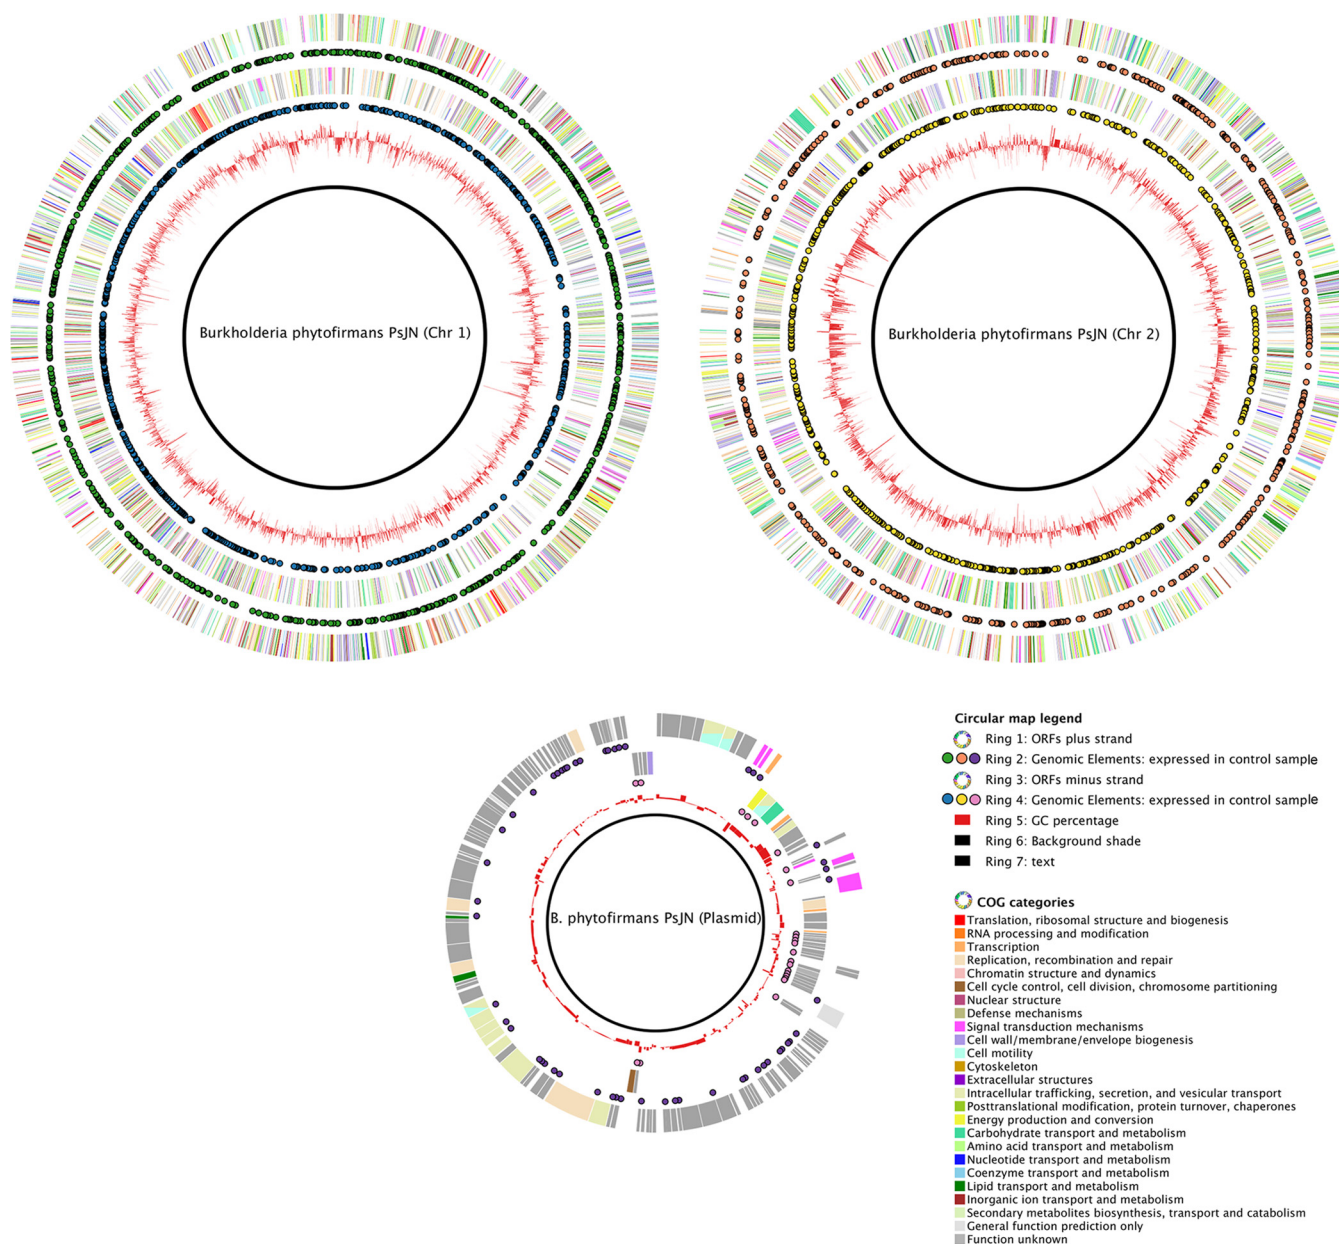 Burkholderia phytofirmans PsJN (Chr 1)
Burkholderia phytofirmans PsJN (Chr 2)
B. phytofirmans PsJN (Plasmid)
Circular map legend
Ring 1: ORFs plus strand
Ring 2: Genomic Elements: expressed in control sample
Ring 3: ORFs minus strand
Ring 4: Genomic Elements: expressed in control sample
Ring 5: GC percentage
Ring 6: Background shade
Ring 7: text
COG categories
Translation, ribosomal structure and biogenesis
RNA processing and modification
Transcription
Replication, recombination and repair
Chromatin structure and dynamics
Cell cycle control, cell division, chromosome partitioning
Nuclear structure
Defense mechanisms
Signal transduction mechanisms
Cell wall/membrane/envelope biogenesis
Cell motility
Cytoskeleton
Extracellular structures
Intracellular trafficking, secretion, and vesicular transport
Posttranslational modification, protein turnover, chaperones
Energy production and conversion
Carbohydrate transport and metabolism
Amino acid transport and metabolism
Nucleotide transport and metabolism
Coenzyme transport and metabolism
Lipid transport and metabolism
Inorganic ion transport and metabolism
Secondary metabolites biosynthesis, transport and catabolism
General function prediction only
Function unknown